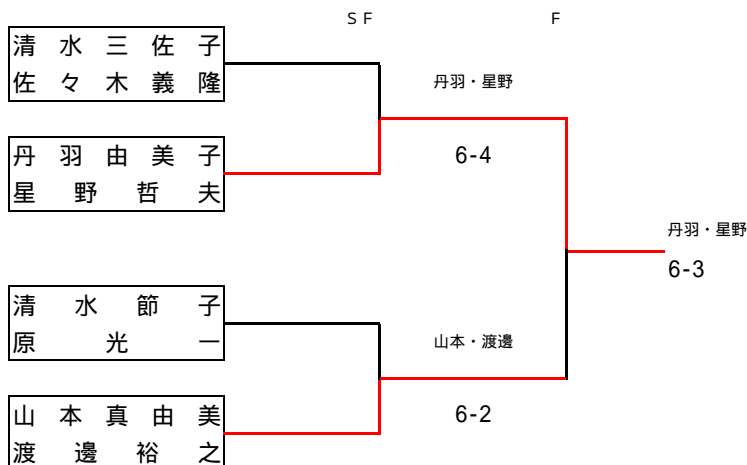 SF F
清水三佐子
佐々木義隆
丹羽・星野
丹羽由美子
星野哲夫
6-4
丹羽・星野
6-3
清水節子
原光一
山本・渡邊
山本真由美
渡邊裕之
6-2